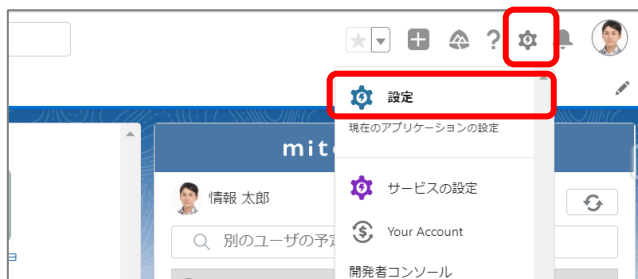 設定
現在のアプリケーションの設定
mit
情報 太郎
サービスの設定
別のユーザの予
Your Account
開発者コンソール